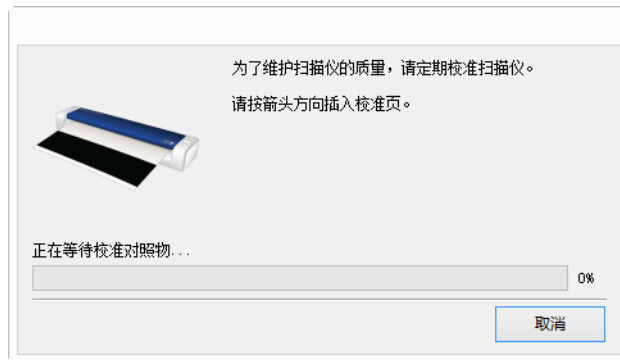 为了维护扫描仪的质量，请定期校准扫描仪。
请按箭头方向插入校准页。
正在等待校准对照物...
0%
取消